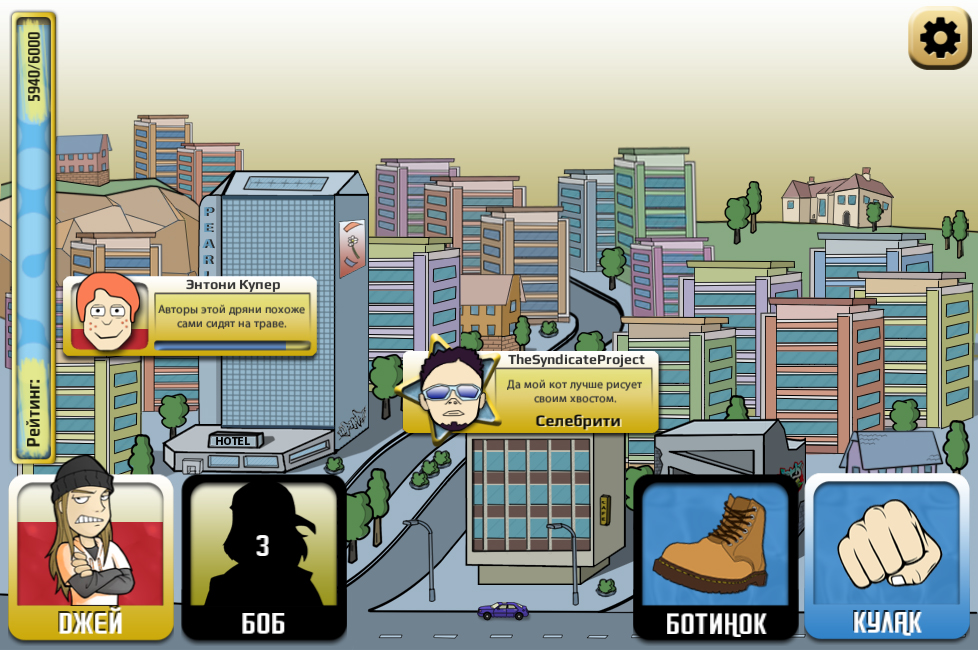 5940/6000
Рейтинг:
PEARL
Энтони Купер
Авторы этой дряни похоже
сами сидят на траве.
TheSyndicateProject
Да мой кот лучше рисует
своим хвостом.
Селебрити
HOTEL
3
ДЖЕЙ
БОБ
БОТИНОК
КУЛАК